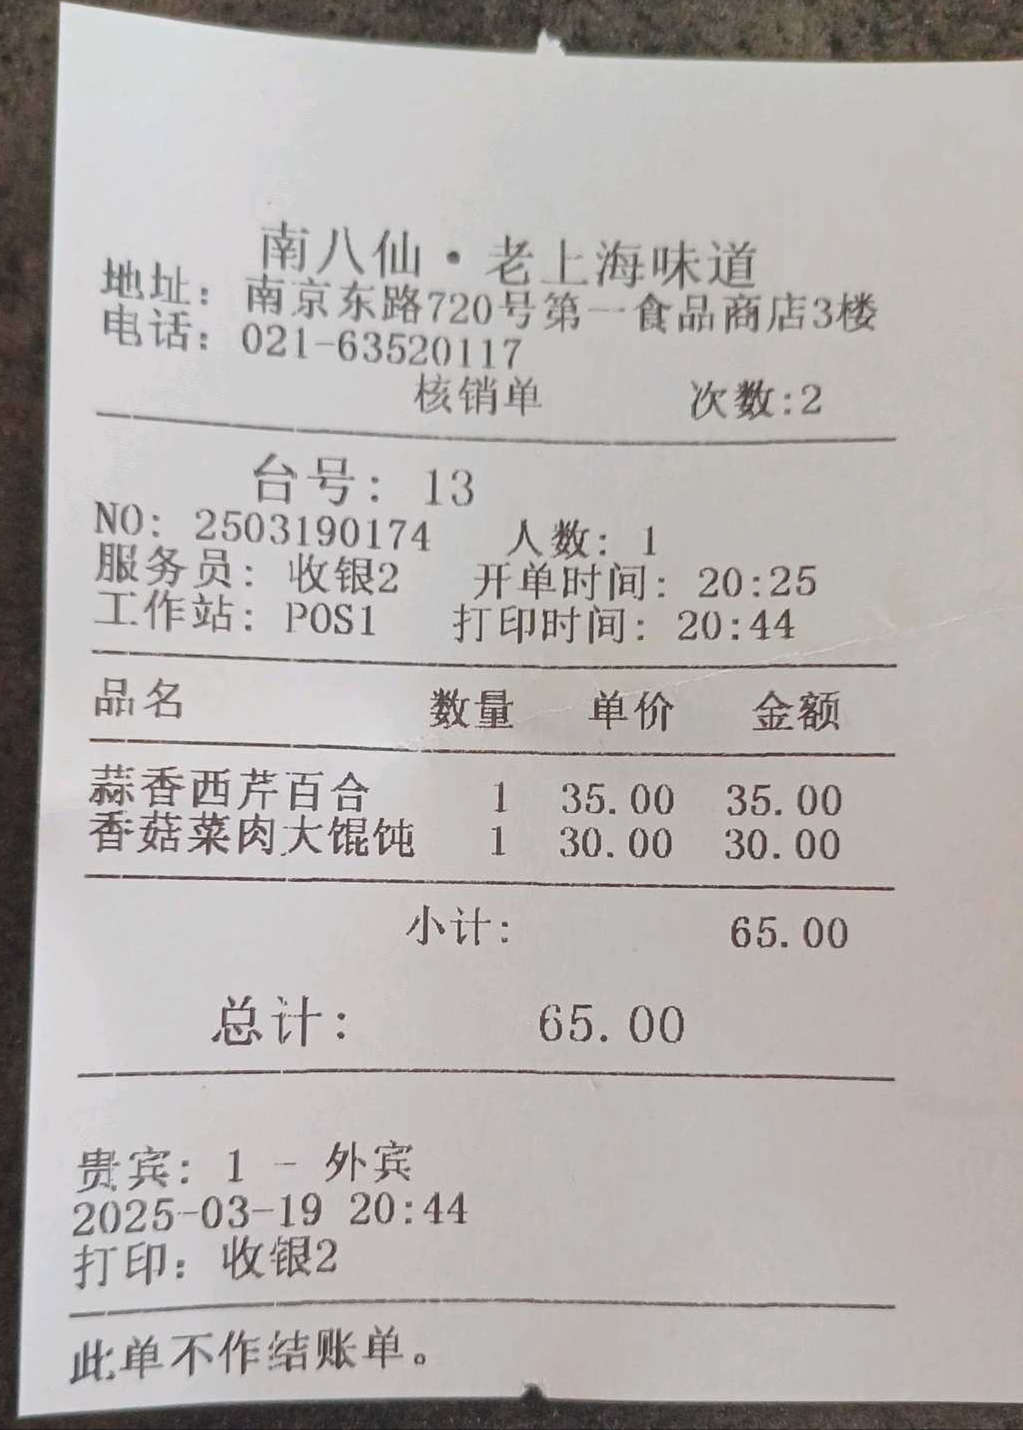 南八仙·老上海味道
地址：南京东路720号第一食品商店3楼
电话：021-63520117
核销单 次数:2
台号：13
NO: 2503190174 人数: 1
服务员: 收银2 开单时间: 20:25
工作站: POS1 打印时间: 20:44
品名 数量 单价 金额
蒜香西芹百合 1 35.00 35.00
香菇菜肉大馄饨 1 30.00 30.00
小计: 65.00
总计: 65.00
贵宾: 1 - 外宾
2025-03-19 20:44
打印: 收银2
此单不作结账单。